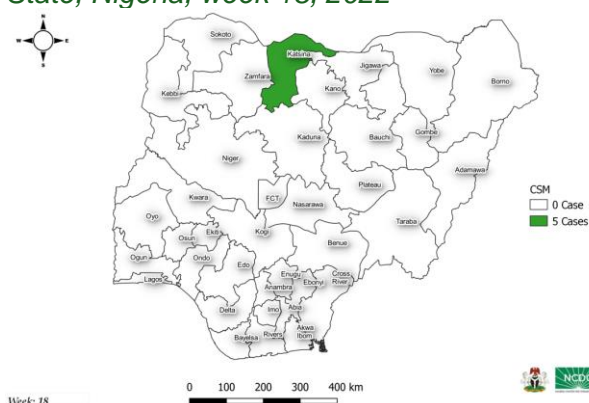 State, Nigeria, week 18, 2022
N
W
E
S
Sokoto
Katsina
Jigawa
Yobe
Borno
Zamfara
Kebbi
Kano
Gombe
Kaduna
Bauchi
Adamawa
Niger
Plateau
Kwara
FCT
Nasarawa
Taraba
Oyo
Kogi
Osun
Ekiti
Benue
Ogun
Ondo
Edo
Enugu
Cross
River
Lagos
Anambra
Ebonyi
Delta
Imo
Abia
Akwa
Ibom
Bayelsa
Rivers
CSM
0 Case
5 Cases
Week: 18
0 100 200 300 400 km
NCDC